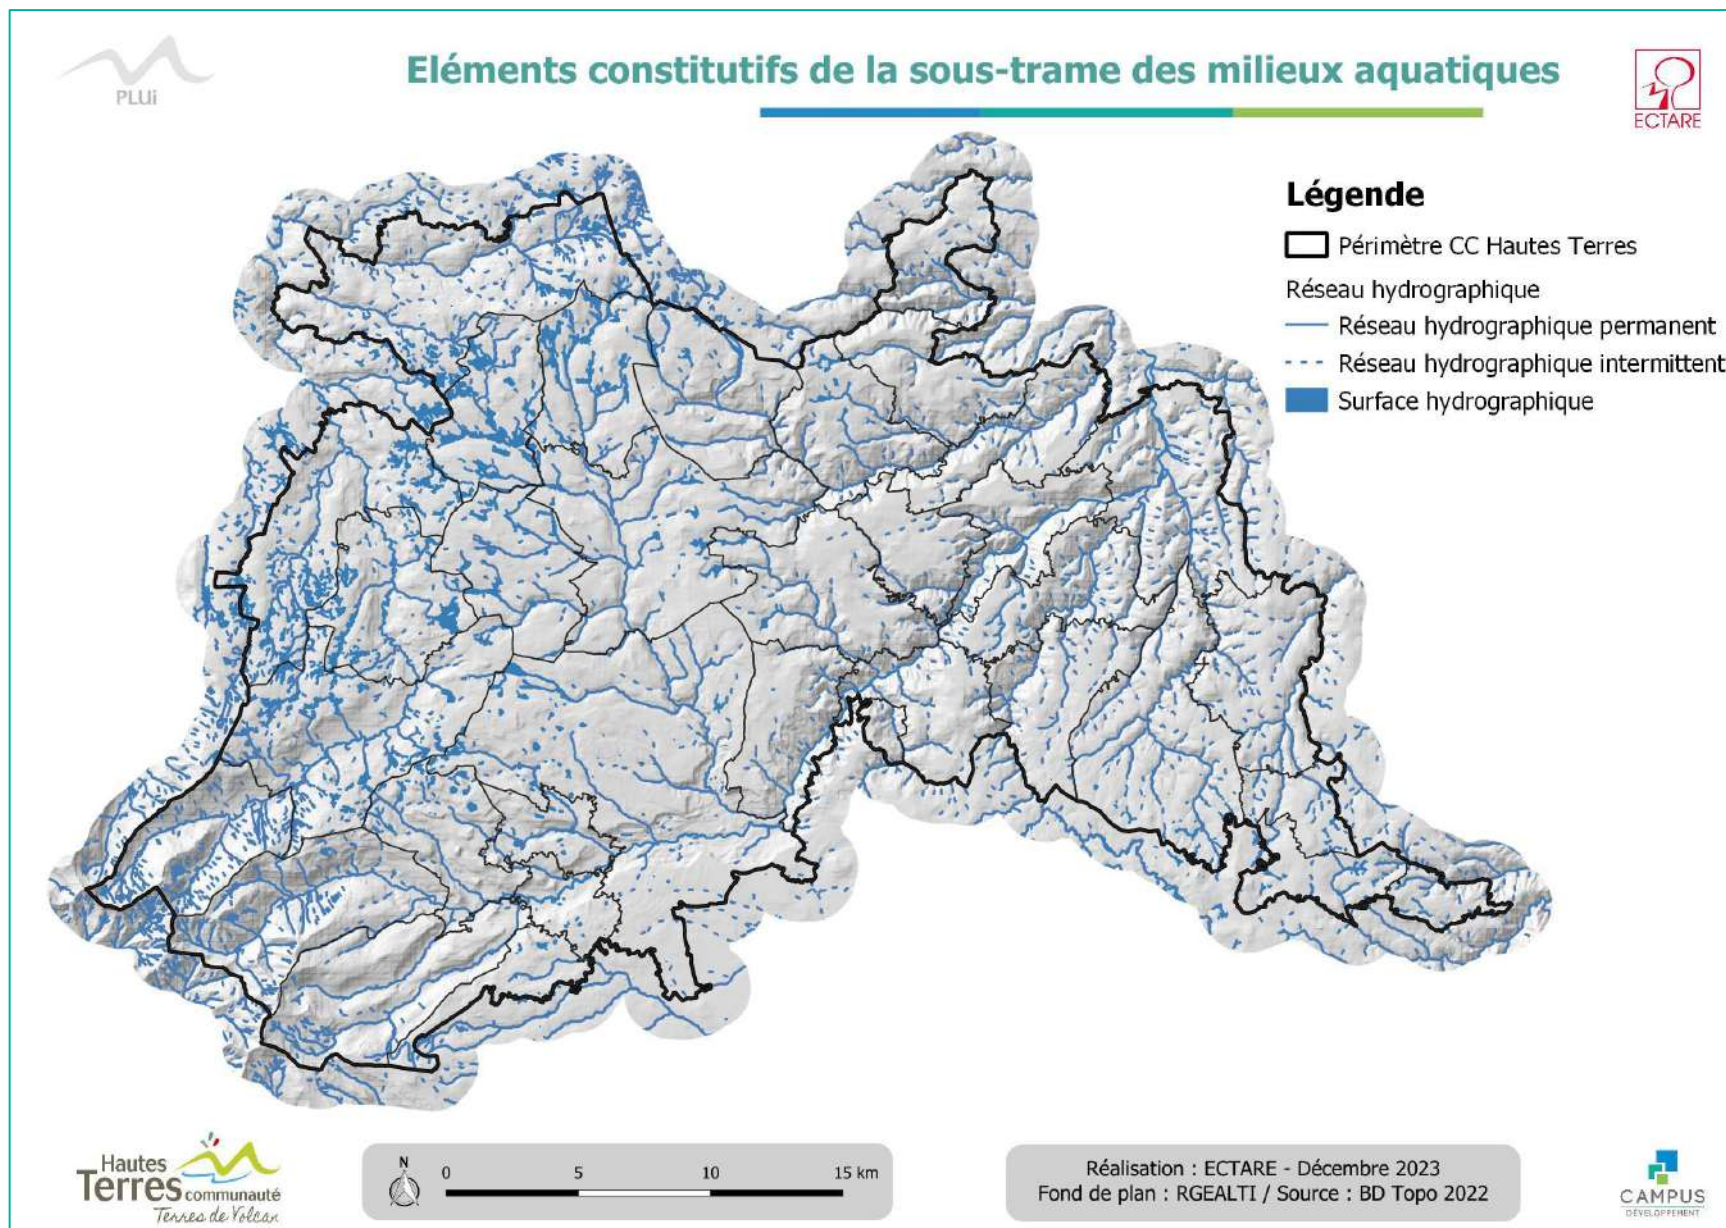 PLUi
Eléments constitutifs de la sous-trame des milieux aquatiques
ECTARE
Légende
Périmètre CC Hautes Terres
Réseau hydrographique
Réseau hydrographique permanent
Réseau hydrographique intermittent
Surface hydrographique
Hautes
Terres communauté
Terres de Volcan
N
0 5 10 15 km
Réalisation : ECTARE - Décembre 2023
Fond de plan : RGEALTI / Source : BD Topo 2022
CAMPUS
DÉVELOPPEMENT